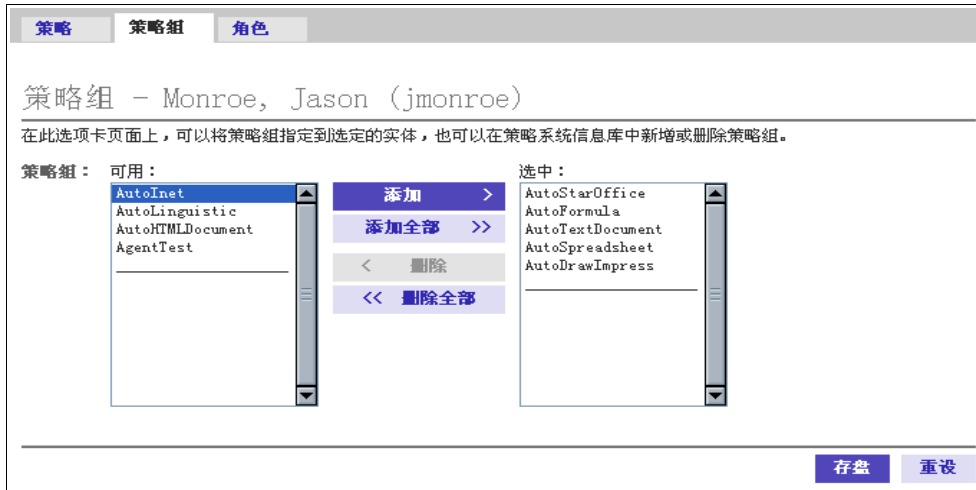 策略 策略组 角色
策略组 - Monroe, Jason (jmonroe)
在此选项卡页面上，可以将策略组指定到选定的实体，也可以在策略系统信息库中新增或删除策略组。
策略组： 可用：
AutoInet
AutoLinguistic
AutoHTMLDocument
AgentTest
添加 >
添加全部 >>
< 删除
<< 删除全部
选中：
AutoStarOffice
AutoFormula
AutoTextDocument
AutoSpreadsheet
AutoDrawImpress
存盘 重设